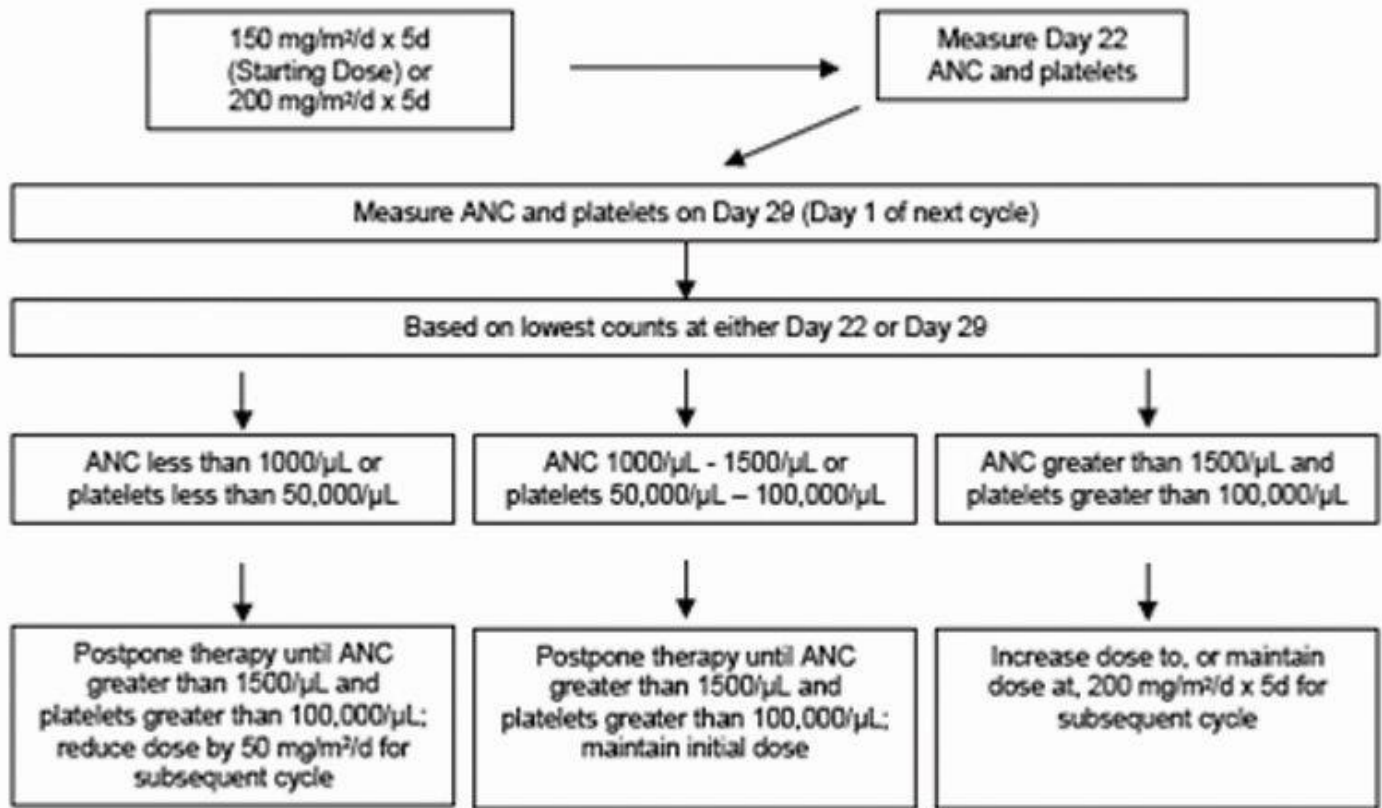 150 mg/m²/d x 5d
(Starting Dose) or
200 mg/m²/d x 5d
Measure Day 22
ANC and platelets
Measure ANC and platelets on Day 29 (Day 1 of next cycle)
Based on lowest counts at either Day 22 or Day 29
ANC less than 1000/µL or
platelets less than 50,000/µL
ANC 1000/µL - 1500/µL or
platelets 50,000/µL – 100,000/µL
ANC greater than 1500/µL and
platelets greater than 100,000/µL
Postpone therapy until ANC
greater than 1500/µL and
platelets greater than 100,000/µL;
reduce dose by 50 mg/m²/d for
subsequent cycle
Postpone therapy until ANC
greater than 1500/µL and
platelets greater than 100,000/µL;
maintain initial dose
Increase dose to, or maintain
dose at, 200 mg/m²/d x 5d for
subsequent cycle